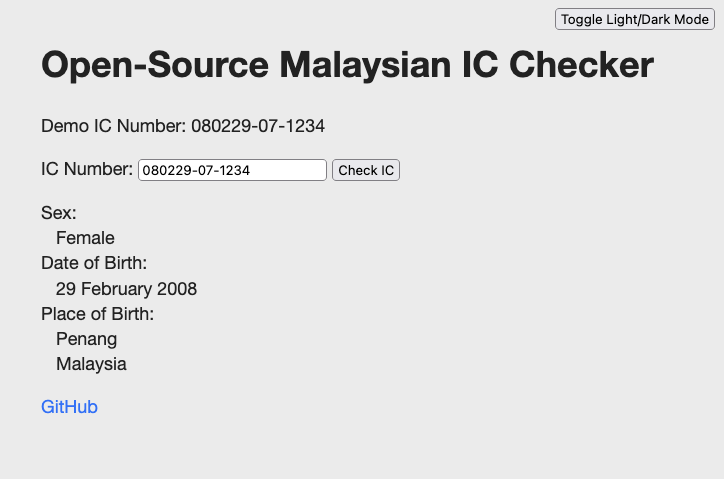 Toggle Light/Dark Mode
Open-Source Malaysian IC Checker
Demo IC Number: 080229-07-1234
IC Number: 080229-07-1234 Check IC
Sex:
Female
Date of Birth:
29 February 2008
Place of Birth:
Penang
Malaysia
GitHub